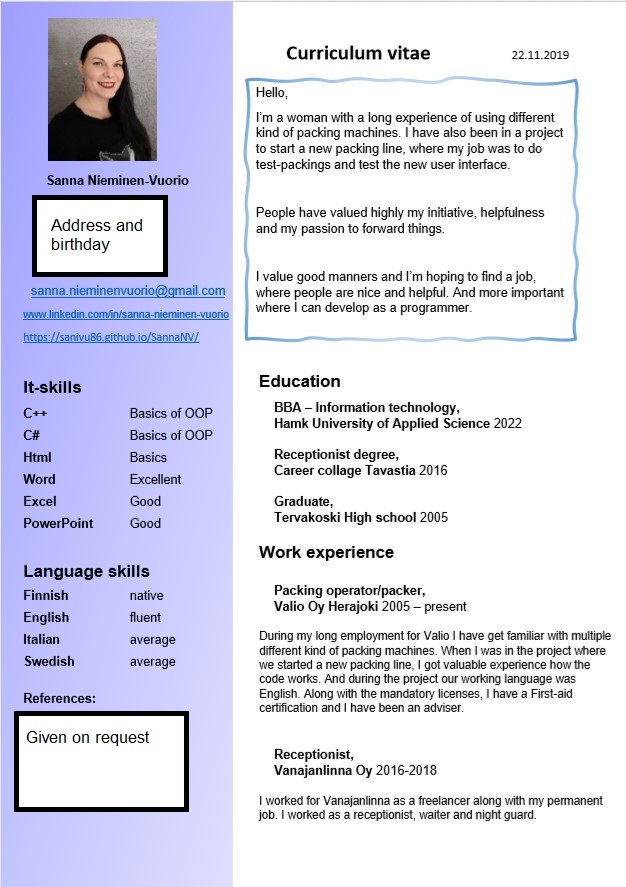 Curriculum vitae
22.11.2019
Sanna Nieminen-Vuorio
Address and
birthday
sanna.nieminenvuorio@gmail.com
www.linkedin.com/in/sanna-nieminen-vuorio
https://sanivu86.github.io/SannaNV/
It-skills
C++ Basics of OOP
C# Basics of OOP
Html Basics
Word Excellent
Excel Good
PowerPoint Good
Language skills
Finnish native
English fluent
Italian average
Swedish average
References:
Given on request
Hello,
I'm a woman with a long experience of using different
kind of packing machines. I have also been in a project
to start a new packing line, where my job was to do
test-packings and test the new user interface.
People have valued highly my initiative, helpfulness
and my passion to forward things.
I value good manners and I'm hoping to find a job,
where people are nice and helpful. And more important
where I can develop as a programmer.
Education
BBA – Information technology,
Hamk University of Applied Science 2022
Receptionist degree,
Career collage Tavastia 2016
Graduate,
Tervakoski High school 2005
Work experience
Packing operator/packer,
Valio Oy Herajoki 2005 – present
During my long employment for Valio I have get familiar with multiple
different kind of packing machines. When I was in the project where
we started a new packing line, I got valuable experience how the
code works. And during the project our working language was
English. Along with the mandatory licenses, I have a First-aid
certification and I have been an adviser.
Receptionist,
Vanajanlinna Oy 2016-2018
I worked for Vanajanlinna as a freelancer along with my permanent
job. I worked as a receptionist, waiter and night guard.